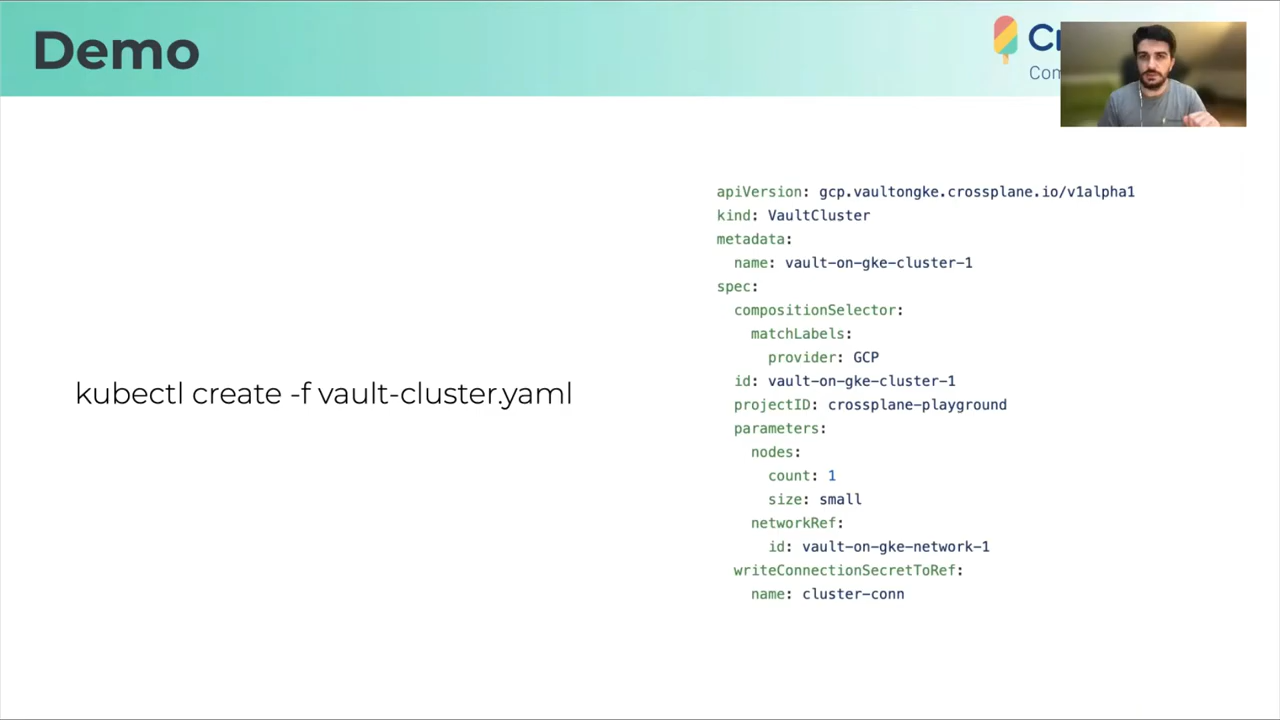 Demo
kubectl create -f vault-cluster.yaml
apiVersion: gcp.vaultongke.crossplane.io/v1alpha1
kind: VaultCluster
metadata:
  name: vault-on-gke-cluster-1
spec:
  compositionSelector:
    matchLabels:
      provider: GCP
  id: vault-on-gke-cluster-1
  projectID: crossplane-playground
  parameters:
    nodes:
      count: 1
      size: small
    networkRef:
      id: vault-on-gke-network-1
  writeConnectionSecretToRef:
    name: cluster-conn